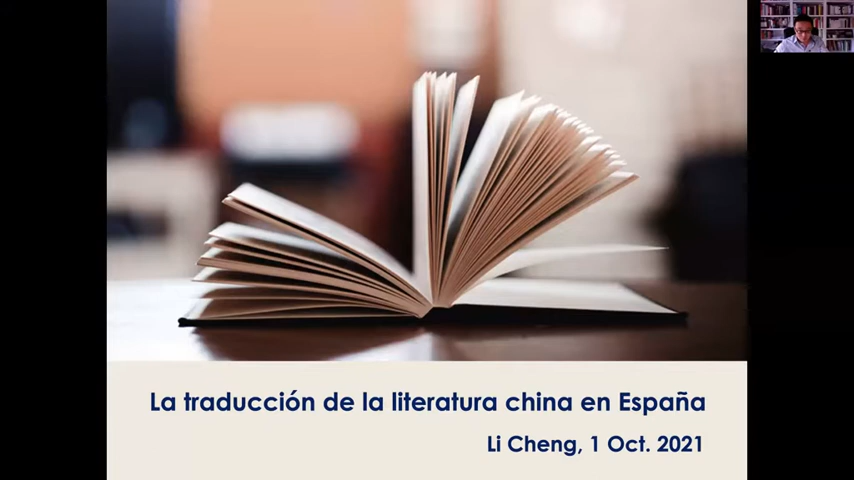 La traducción de la literatura china en España
Li Cheng, 1 Oct. 2021